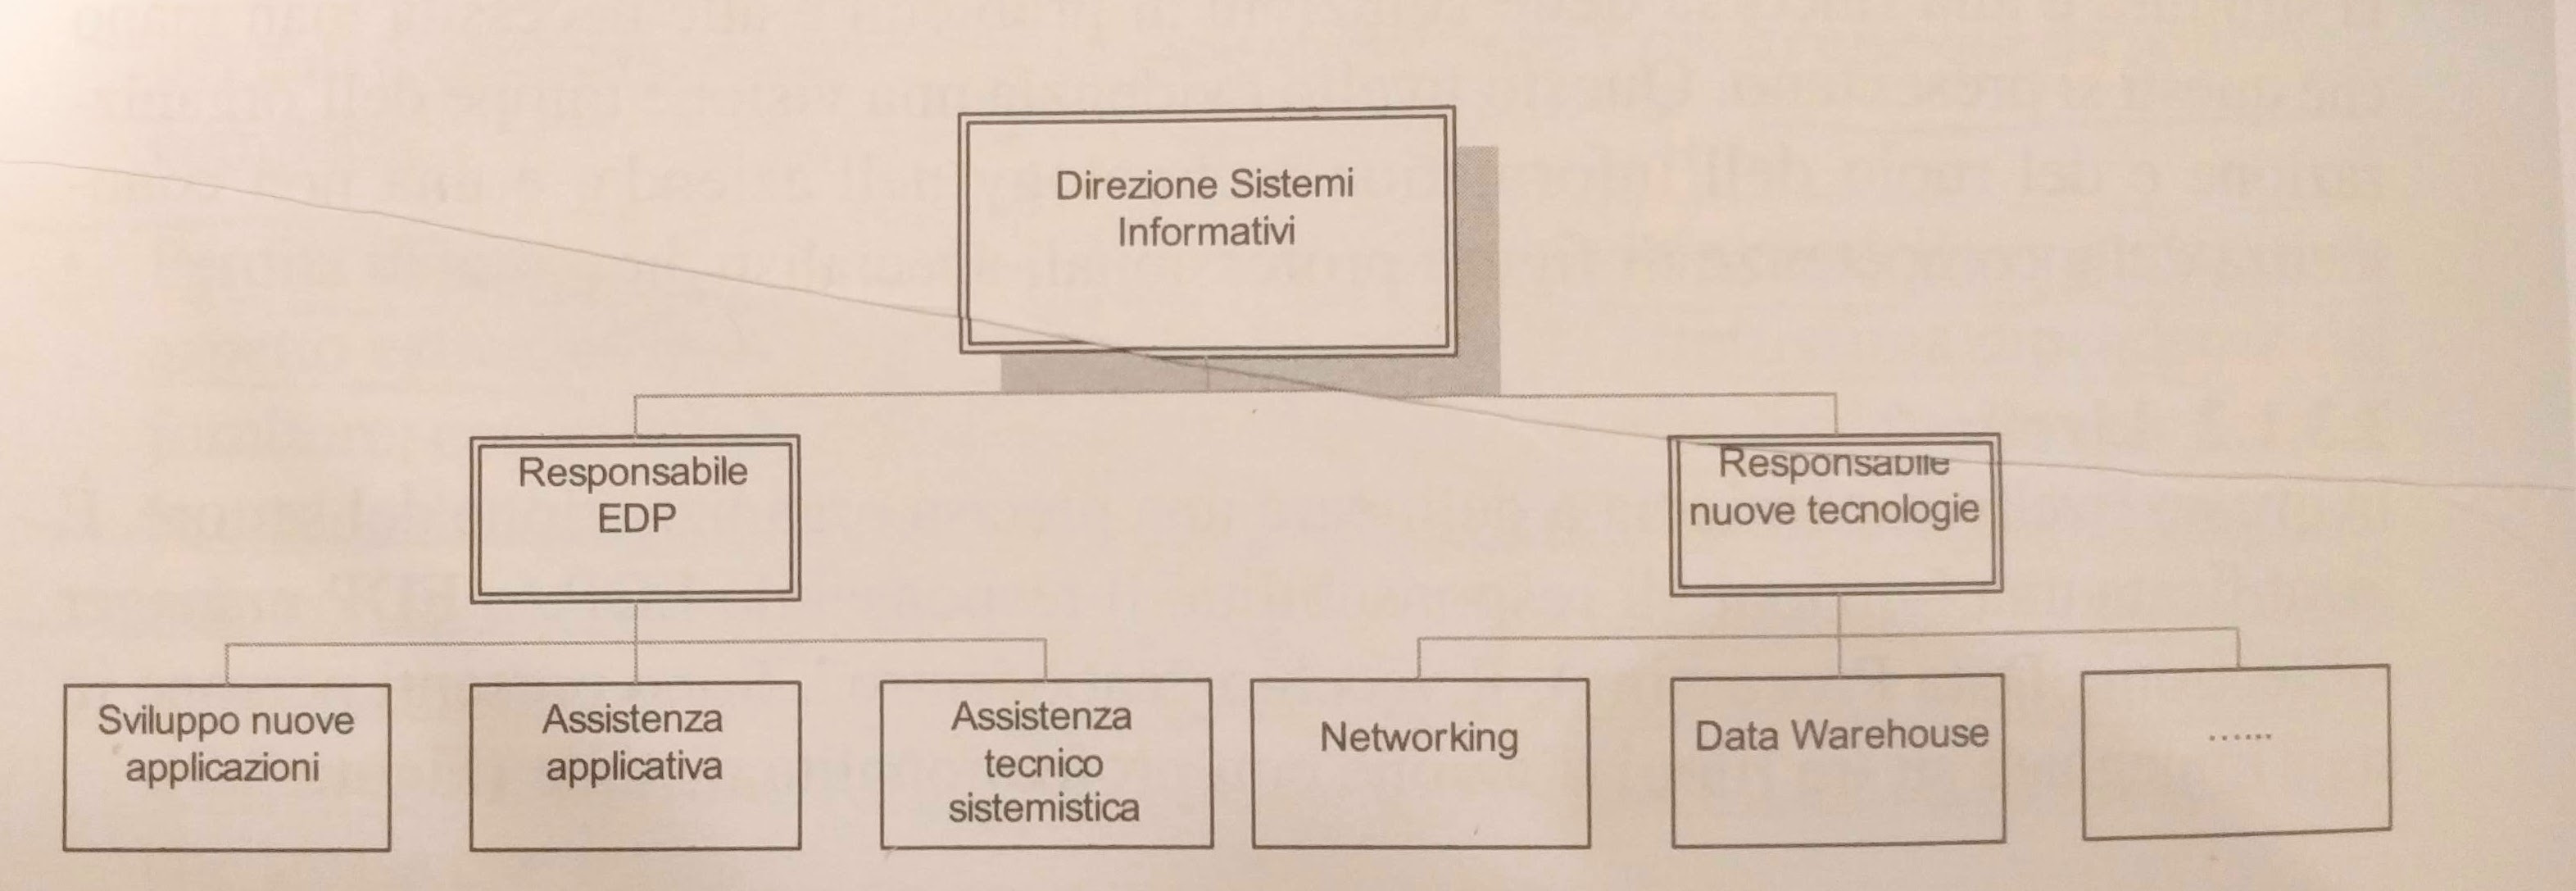 Direzione Sistemi
Informativi
Responsabile
EDP
Responsabile
nuove tecnologie
Sviluppo nuove
applicazioni
Assistenza
applicativa
Assistenza
tecnico
sistemistica
Networking
Data Warehouse
......